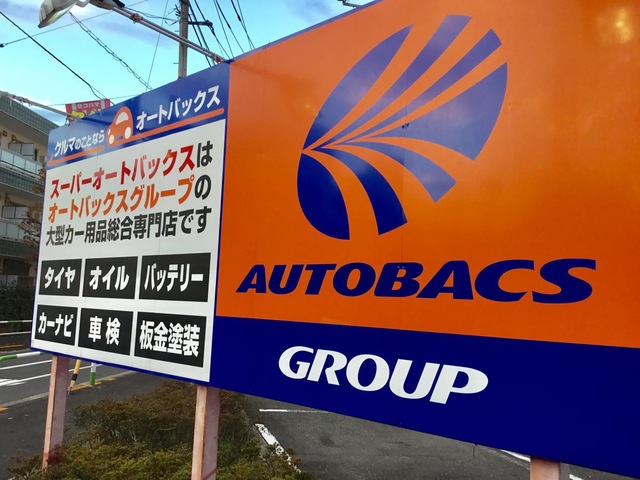 クルマのことなら オートバックス
スーパーオートバックスは
オートバックスグループの
大型カー用品総合専門店です
タイヤ オイル バッテリー
カーナビ 車検 板金塗装
AUTOBACS
GROUP